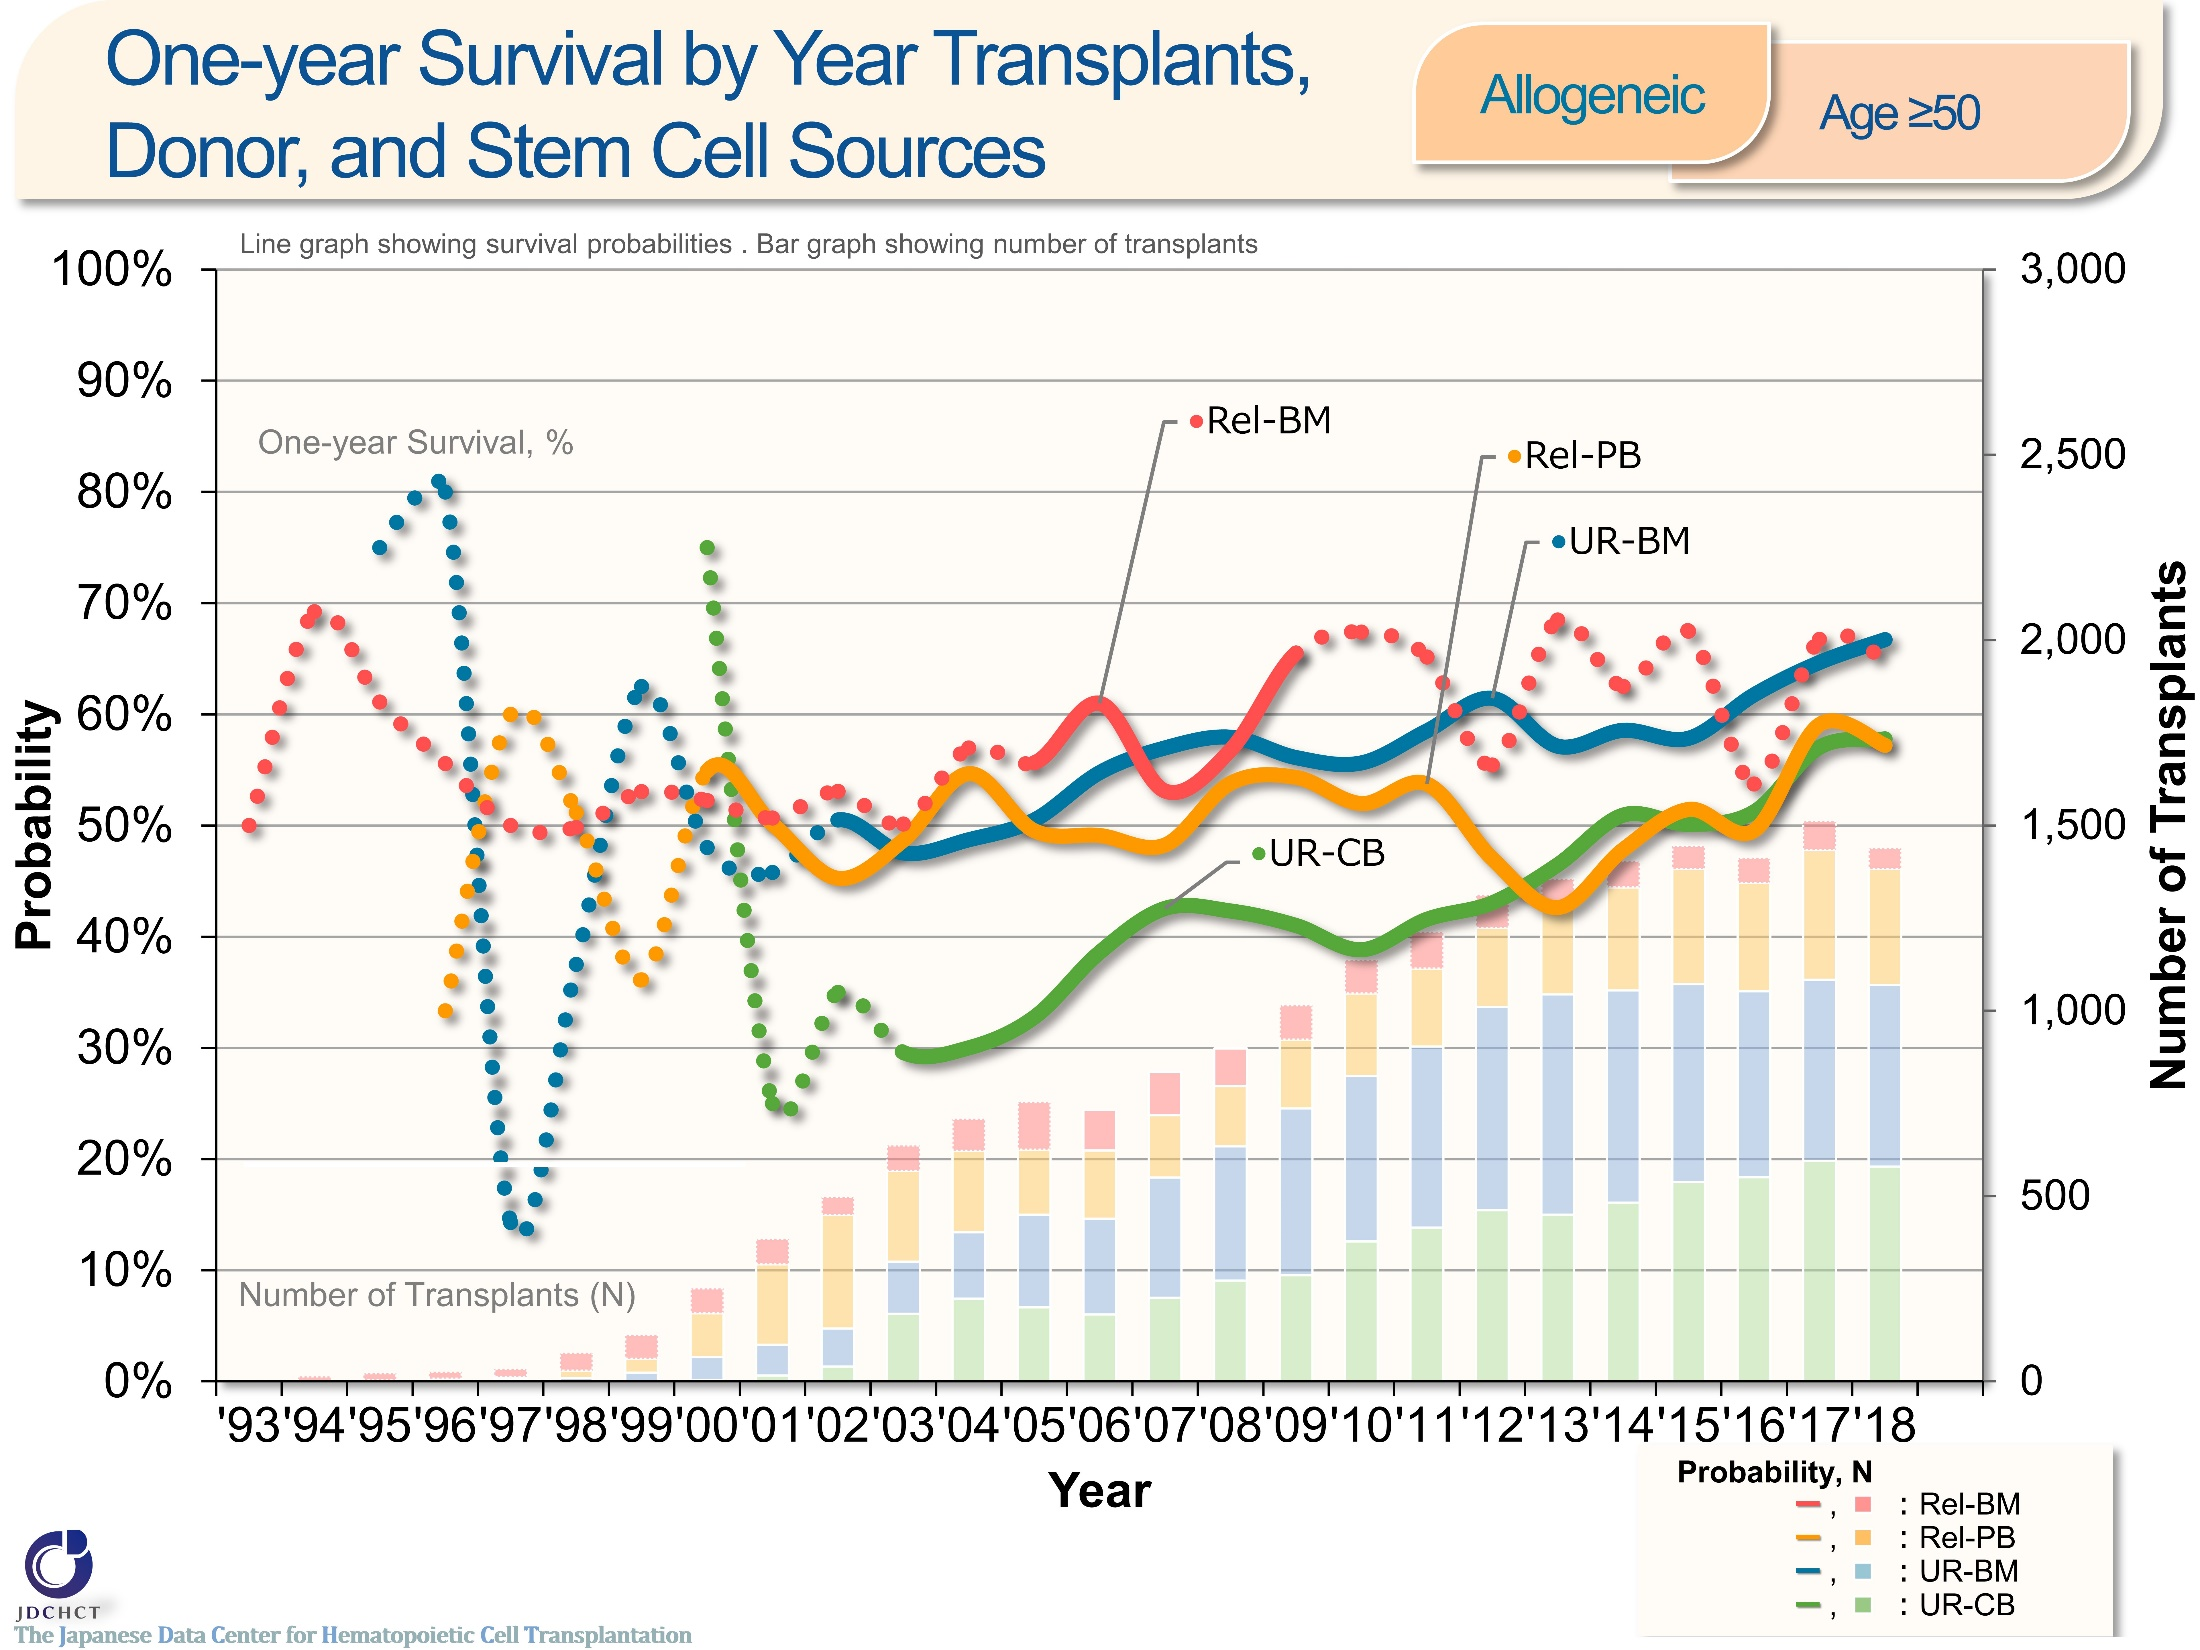 One-year Survival by Year Transplants,
Donor, and Stem Cell Sources
Allogeneic
Age ≥50
Line graph showing survival probabilities . Bar graph showing number of transplants
100%
90%
80%
70%
60%
50%
40%
30%
20%
10%
0%
Probability
One-year Survival, %
Rel-BM
Rel-PB
UR-BM
UR-CB
Number of Transplants (N)
3,000
2,500
2,000
1,500
1,000
500
0
Number of Transplants
'93 '94 '95 '96 '97 '98 '99 '00 '01 '02 '03 '04 '05 '06 '07 '08 '09 '10 '11 '12 '13 '14 '15 '16 '17 '18
Year
Probability, N
, : Rel-BM
, : Rel-PB
, : UR-BM
, : UR-CB
JDCHCT
The Japanese Data Center for Hematopoietic Cell Transplantation